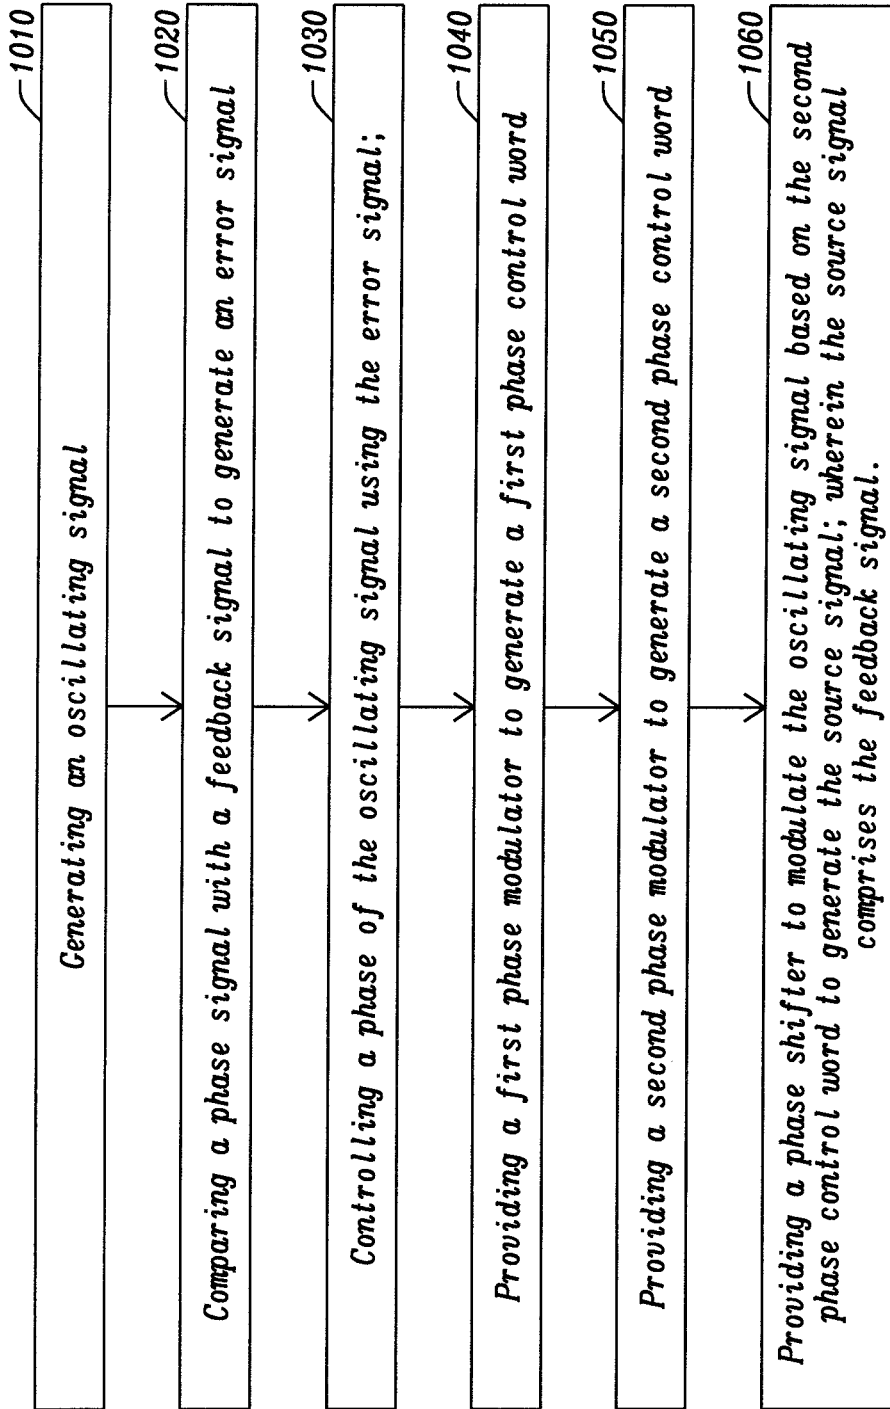 1010
Generating an oscillating signal
1020
Comparing a phase signal with a feedback signal to generate an error signal
1030
Controlling a phase of the oscillating signal using the error signal;
1040
Providing a first phase modulator to generate a first phase control word
1050
Providing a second phase modulator to generate a second phase control word
1060
Providing a phase shifter to modulate the oscillating signal based on the second
phase control word to generate the source signal; wherein the source signal
comprises the feedback signal.